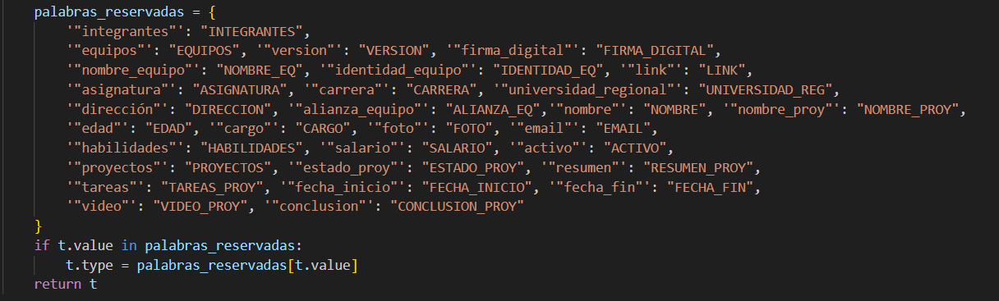 palabras_reservadas = {
'"integrantes"': "INTEGRANTES",
'"equipos"': "EQUIPOS", '"version"': "VERSION", '"firma_digital"': "FIRMA_DIGITAL",
'"nombre_equipo"': "NOMBRE_EQ", '"identidad_equipo"': "IDENTIDAD_EQ", '"link"': "LINK",
'"asignatura"': "ASIGNATURA", '"carrera"': "CARRERA", '"universidad_regional"': "UNIVERSIDAD_REG",
'"dirección"': "DIRECCION", '"alianza_equipo"': "ALIANZA_EQ",'"nombre"': "NOMBRE", '"nombre_proy"': "NOMBRE_PROY",
'"edad"': "EDAD", '"cargo"': "CARGO", '"foto"': "FOTO", '"email"': "EMAIL",
'"habilidades"': "HABILIDADES", '"salario"': "SALARIO", '"activo"': "ACTIVO",
'"proyectos"': "PROYECTOS", '"estado_proy"': "ESTADO_PROY", '"resumen"': "RESUMEN_PROY",
'"tareas"': "TAREAS_PROY", '"fecha_inicio"': "FECHA_INICIO", '"fecha_fin"': "FECHA_FIN",
'"video"': "VIDEO_PROY", '"conclusion"': "CONCLUSION_PROY"
}
if t.value in palabras_reservadas:
t.type = palabras_reservadas[t.value]
return t